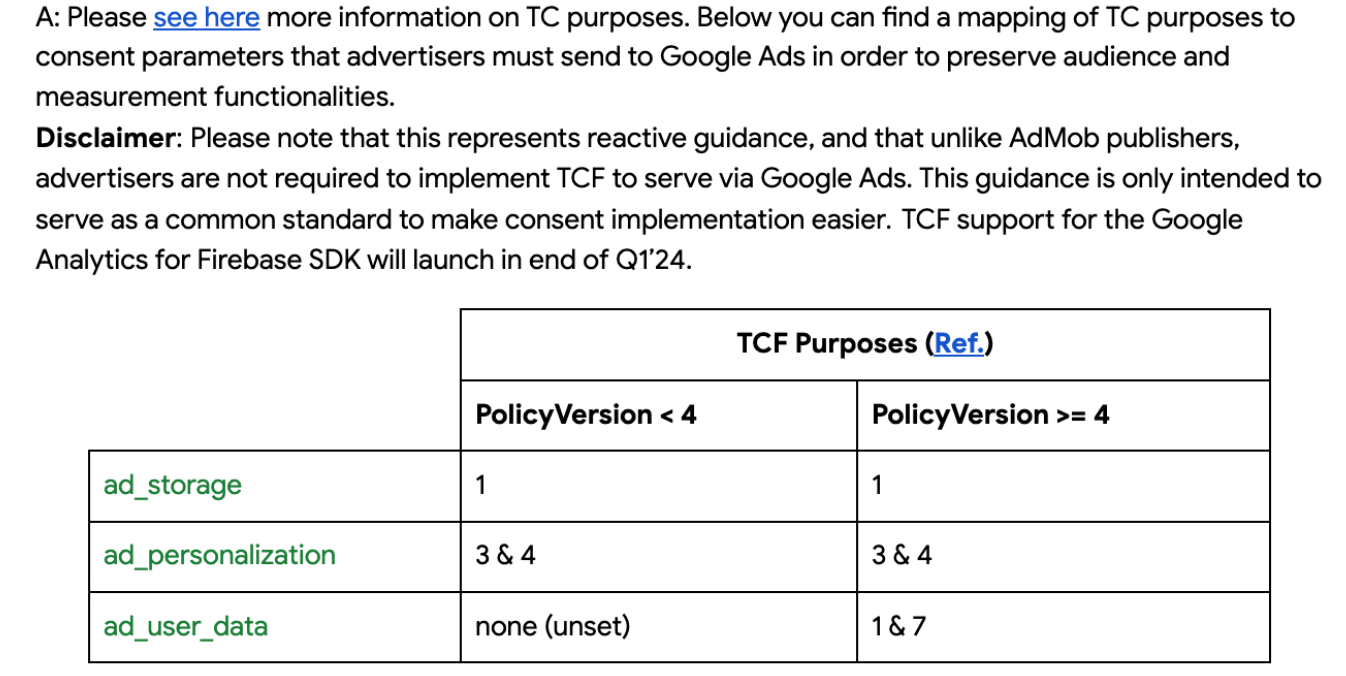 A: Please see here more information on TC purposes. Below you can find a mapping of TC purposes to
consent parameters that advertisers must send to Google Ads in order to preserve audience and
measurement functionalities.
Disclaimer: Please note that this represents reactive guidance, and that unlike AdMob publishers,
advertisers are not required to implement TCF to serve via Google Ads. This guidance is only intended to
serve as a common standard to make consent implementation easier. TCF support for the Google
Analytics for Firebase SDK will launch in end of Q1’24.
TCF Purposes (Ref.)
PolicyVersion < 4 PolicyVersion >= 4
ad_storage 1 1
ad_personalization 3 & 4 3 & 4
ad_user_data none (unset) 1 & 7